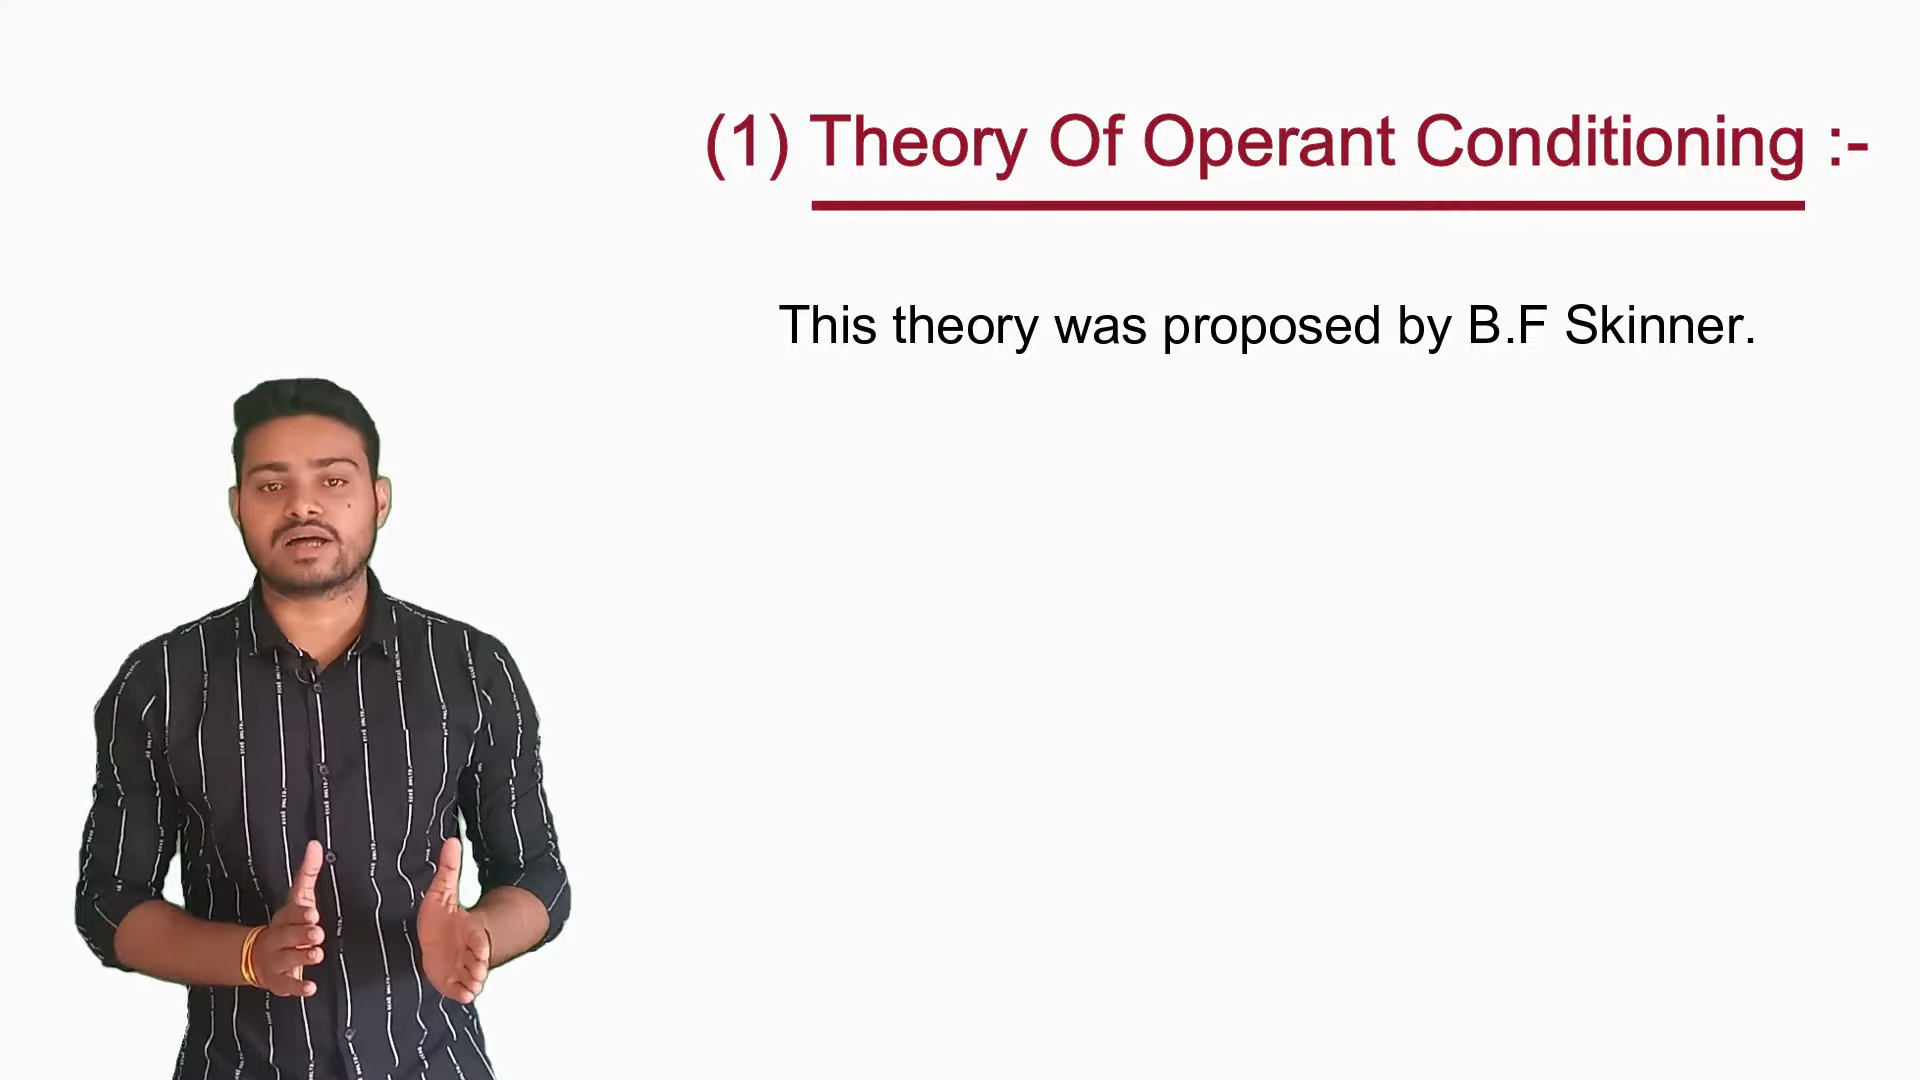 (1) Theory Of Operant Conditioning :-
This theory was proposed by B.F Skinner.